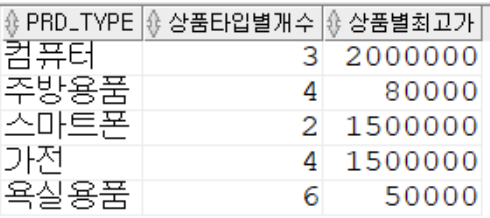 PRD_TYPE 상품타입별개수 상품별최고가
컴퓨터 3 2000000
주방용품 4 80000
스마트폰 2 1500000
가전 4 1500000
욕실용품 6 50000